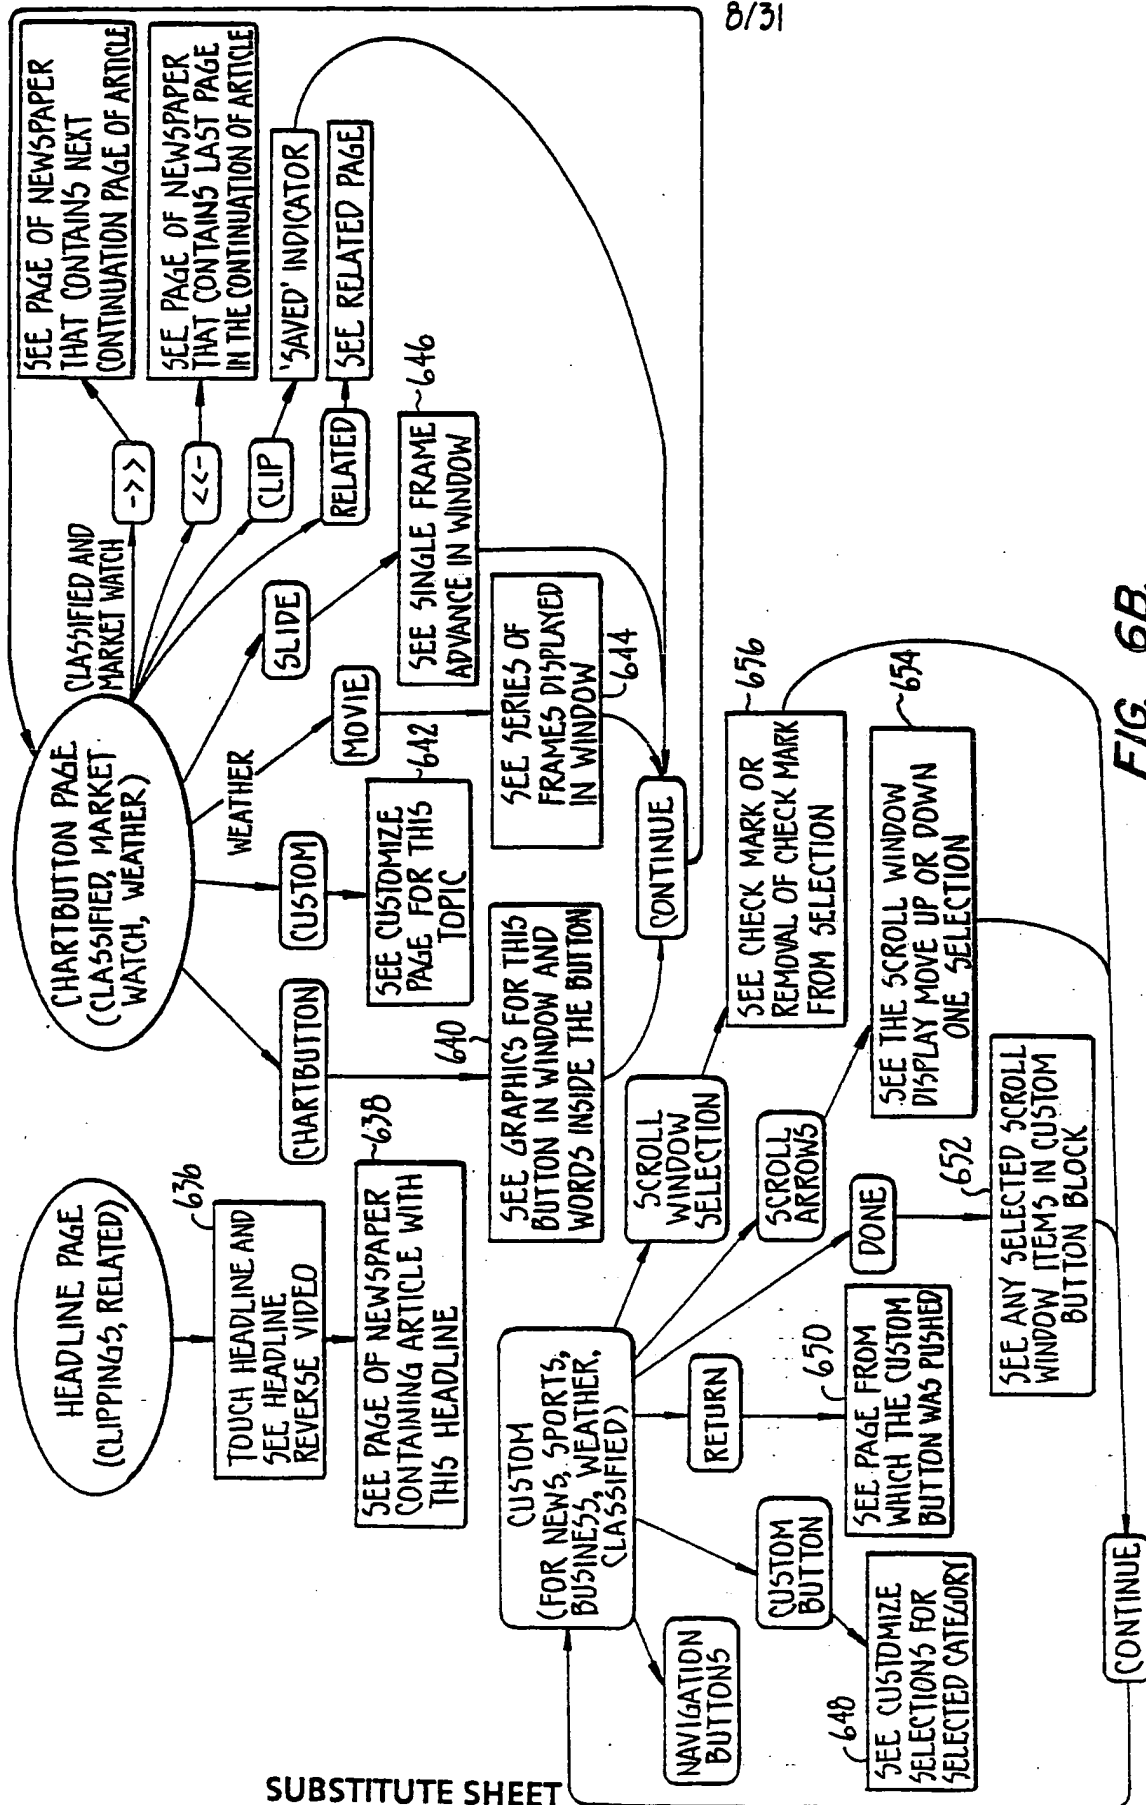 8/31
HEADLINE PAGE
(CLIPPINGS, RELATED)
636
TOUCH HEADLINE AND
SEE HEADLINE
REVERSE VIDEO
638
SEE PAGE OF NEWSPAPER
CONTAINING ARTICLE WITH
THIS HEADLINE
CHARTBUTTON PAGE
(CLASSIFIED, MARKET
WATCH, WEATHER)
CHARTBUTTON
640
SEE GRAPHICS FOR THIS
BUTTON IN WINDOW AND
WORDS INSIDE THE BUTTON
CUSTOM
642
SEE CUSTOMIZE
PAGE FOR THIS
TOPIC
WEATHER
MOVIE
SEE SERIES OF
FRAMES DISPLAYED
IN WINDOW
644
SLIDE
646
SEE SINGLE FRAME
ADVANCE IN WINDOW
CLASSIFIED AND
MARKET WATCH
->>
SEE PAGE OF NEWSPAPER
THAT CONTAINS NEXT
CONTINUATION PAGE OF ARTICLE
<<-
SEE PAGE OF NEWSPAPER
THAT CONTAINS LAST PAGE
IN THE CONTINUATION OF ARTICLE
CLIP
'SAVED' INDICATOR
RELATED
SEE RELATED PAGE
CONTINUE
CUSTOM
(FOR NEWS, SPORTS,
BUSINESS, WEATHER,
CLASSIFIED)
NAVIGATION
BUTTONS
CUSTOM
BUTTON
648
SEE CUSTOMIZE
SELECTIONS FOR
SELECTED CATEGORY
RETURN
650
SEE PAGE FROM
WHICH THE CUSTOM
BUTTON WAS PUSHED
DONE
652
SEE ANY SELECTED SCROLL
WINDOW ITEMS IN CUSTOM
BUTTON BLOCK
SCROLL
ARROWS
654
SEE THE SCROLL WINDOW
DISPLAY MOVE UP OR DOWN
ONE SELECTION
SCROLL
WINDOW
SELECTION
656
SEE CHECK MARK OR
REMOVAL OF CHECK MARK
FROM SELECTION
CONTINUE
FIG. 6B.
SUBSTITUTE SHEET